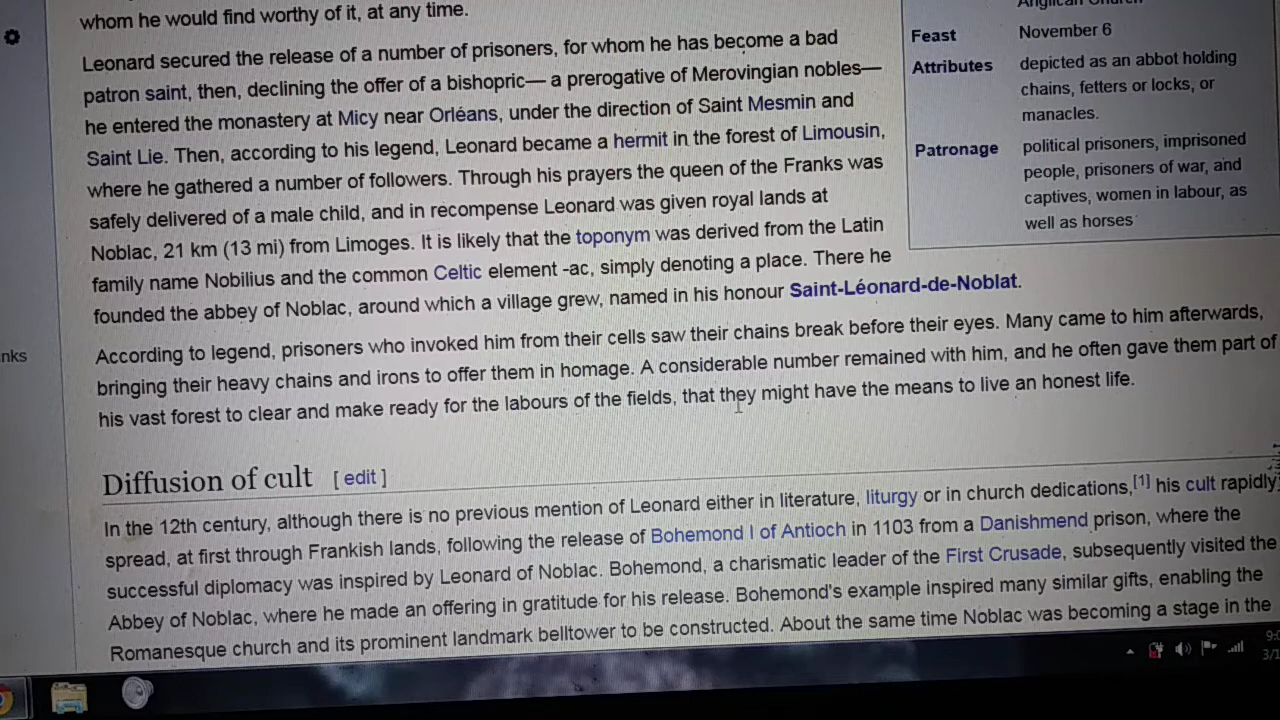 whom he would find worthy of it, at any time.
Leonard secured the release of a number of prisoners, for whom he has become a bad
patron saint, then, declining the offer of a bishopric— a prerogative of Merovingian nobles—
he entered the monastery at Micy near Orléans, under the direction of Saint Mesmin and
Saint Lie. Then, according to his legend, Leonard became a hermit in the forest of Limousin,
where he gathered a number of followers. Through his prayers the queen of the Franks was
safely delivered of a male child, and in recompense Leonard was given royal lands at
Noblac, 21 km (13 mi) from Limoges. It is likely that the toponym was derived from the Latin
family name Nobilius and the common Celtic element -ac, simply denoting a place. There he
founded the abbey of Noblac, around which a village grew, named in his honour Saint-Léonard-de-Noblat.
According to legend, prisoners who invoked him from their cells saw their chains break before their eyes. Many came to him afterwards,
bringing their heavy chains and irons to offer them in homage. A considerable number remained with him, and he often gave them part of
his vast forest to clear and make ready for the labours of the fields, that they might have the means to live an honest life.
Diffusion of cult [ edit ]
In the 12th century, although there is no previous mention of Leonard either in literature, liturgy or in church dedications,[1] his cult rapidly
spread, at first through Frankish lands, following the release of Bohemond I of Antioch in 1103 from a Danishmend prison, where the
successful diplomacy was inspired by Leonard of Noblac. Bohemond, a charismatic leader of the First Crusade, subsequently visited the
Abbey of Noblac, where he made an offering in gratitude for his release. Bohemond's example inspired many similar gifts, enabling the
Romanesque church and its prominent landmark belltower to be constructed. About the same time Noblac was becoming a stage in the
Anglican Church
Feast November 6
Attributes depicted as an abbot holding
chains, fetters or locks, or
manacles.
Patronage political prisoners, imprisoned
people, prisoners of war, and
captives, women in labour, as
well as horses
nks